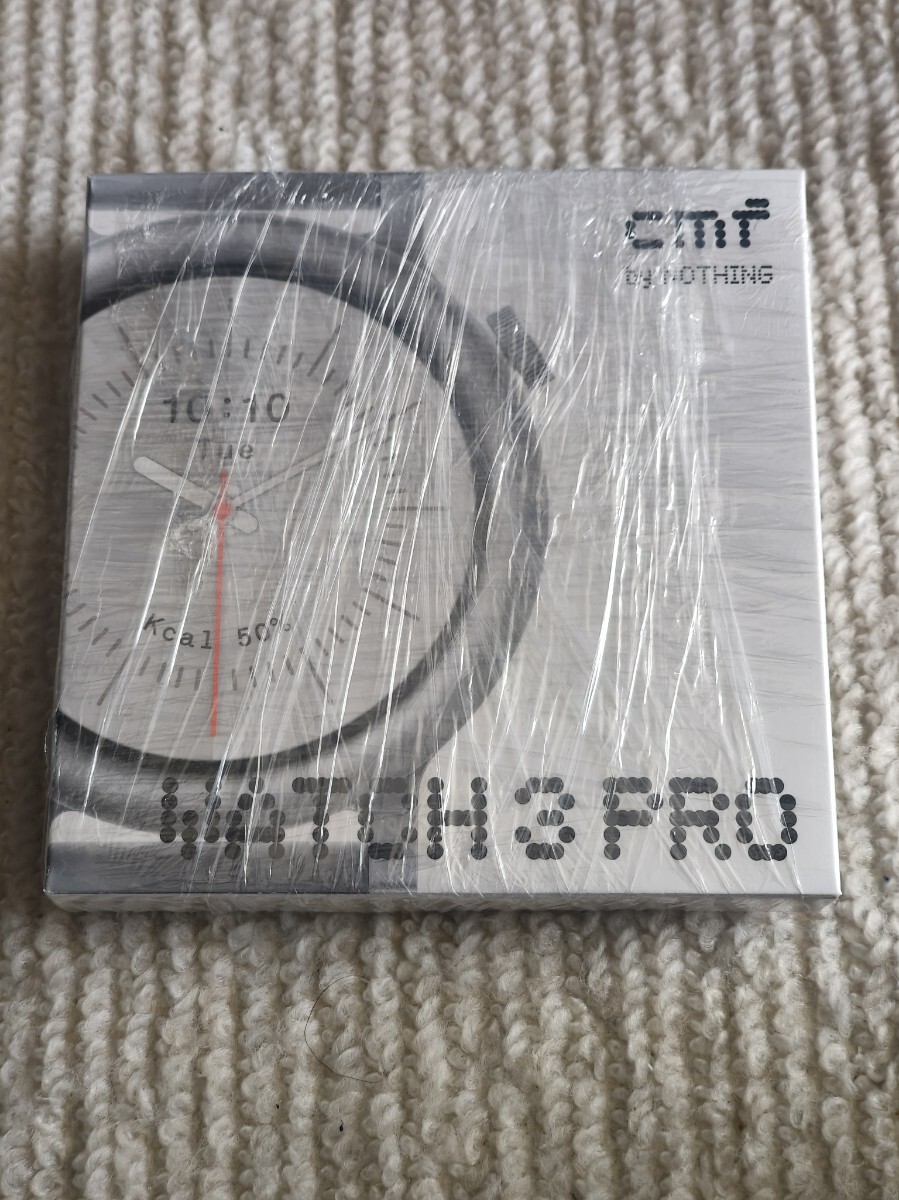 cmf
by NOTHING
10:10
Tue
Kcal 50%
WATCH 3 PRO